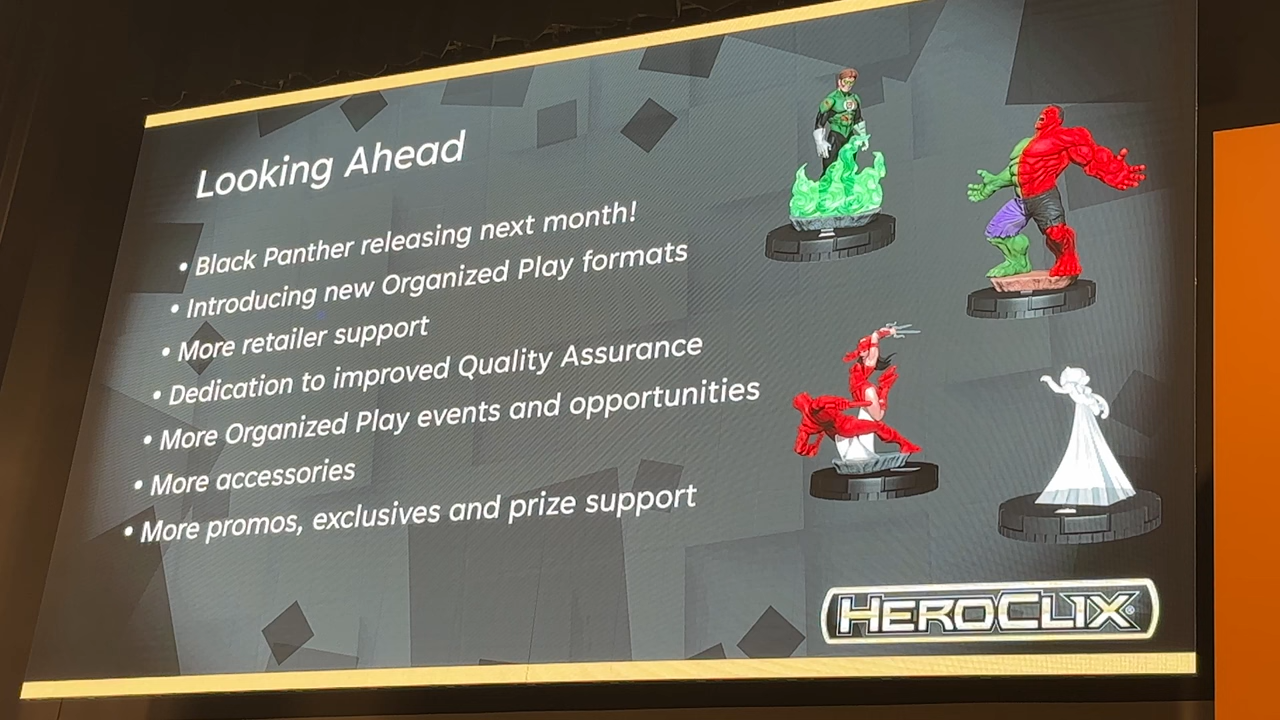 Looking Ahead
• Black Panther releasing next month!
• Introducing new Organized Play formats
• More retailer support
• Dedication to improved Quality Assurance
• More Organized Play events and opportunities
• More accessories
• More promos, exclusives and prize support
HEROCLIX®